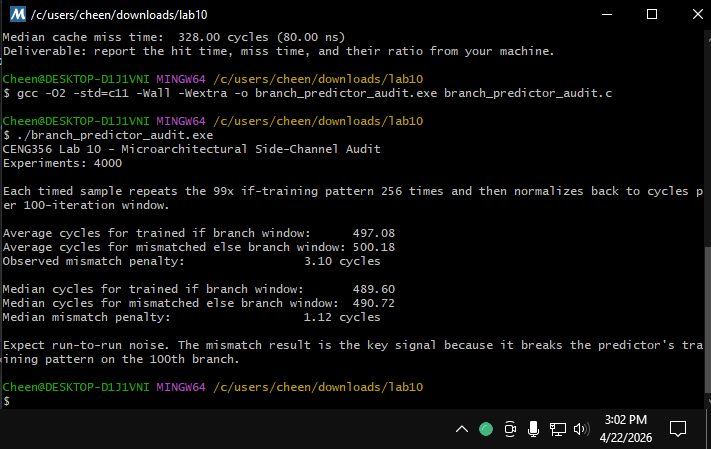 /c/users/cheen/downloads/lab10
Median cache miss time:  328.00 cycles (80.00 ns)
Deliverable: report the hit time, miss time, and their ratio from your machine.
Cheen@DESKTOP-D1J1VNI MINGW64 /c/users/cheen/downloads/lab10
$ gcc -O2 -std=c11 -Wall -Wextra -o branch_predictor_audit.exe branch_predictor_audit.c
Cheen@DESKTOP-D1J1VNI MINGW64 /c/users/cheen/downloads/lab10
$ ./branch_predictor_audit.exe
CENG356 Lab 10 - Microarchitectural Side-Channel Audit
Experiments: 4000
Each timed sample repeats the 99x if-training pattern 256 times and then normalizes back to cycles p
er 100-iteration window.
Average cycles for trained if branch window:      497.08
Average cycles for mismatched else branch window: 500.18
Observed mismatch penalty:                 3.10 cycles
Median cycles for trained if branch window:       489.60
Median cycles for mismatched else branch window:  490.72
Median mismatch penalty:                   1.12 cycles
Expect run-to-run noise. The mismatch result is the key signal because it breaks the predictor's tra
ining pattern on the 100th branch.
Cheen@DESKTOP-D1J1VNI MINGW64 /c/users/cheen/downloads/lab10
$
3:02 PM
4/22/2026